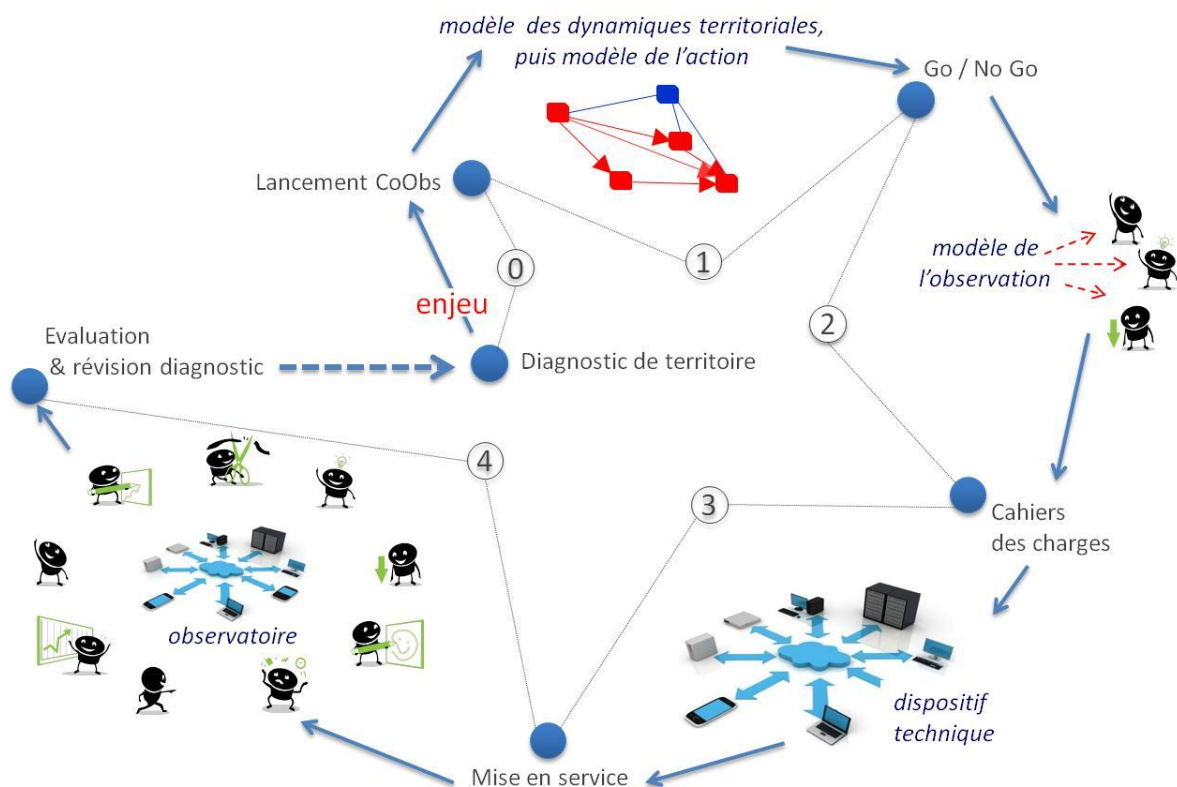 modèle des dynamiques territoriales,
puis modèle de l'action
Go / No Go
Lancement CoObs
0
1
modèle de
l'observation
enjeu
2
Evaluation
& révision diagnostic
Diagnostic de territoire
4
3
Cahiers
des charges
observatoire
dispositif
technique
Mise en service